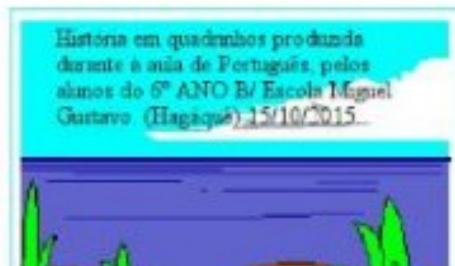 História em quadrinhos produzida
durante à aula de Português, pelos
alunos do 6º ANO B/ Escola Miguel
Gustavo. (Hagáquê) 15/10/2015